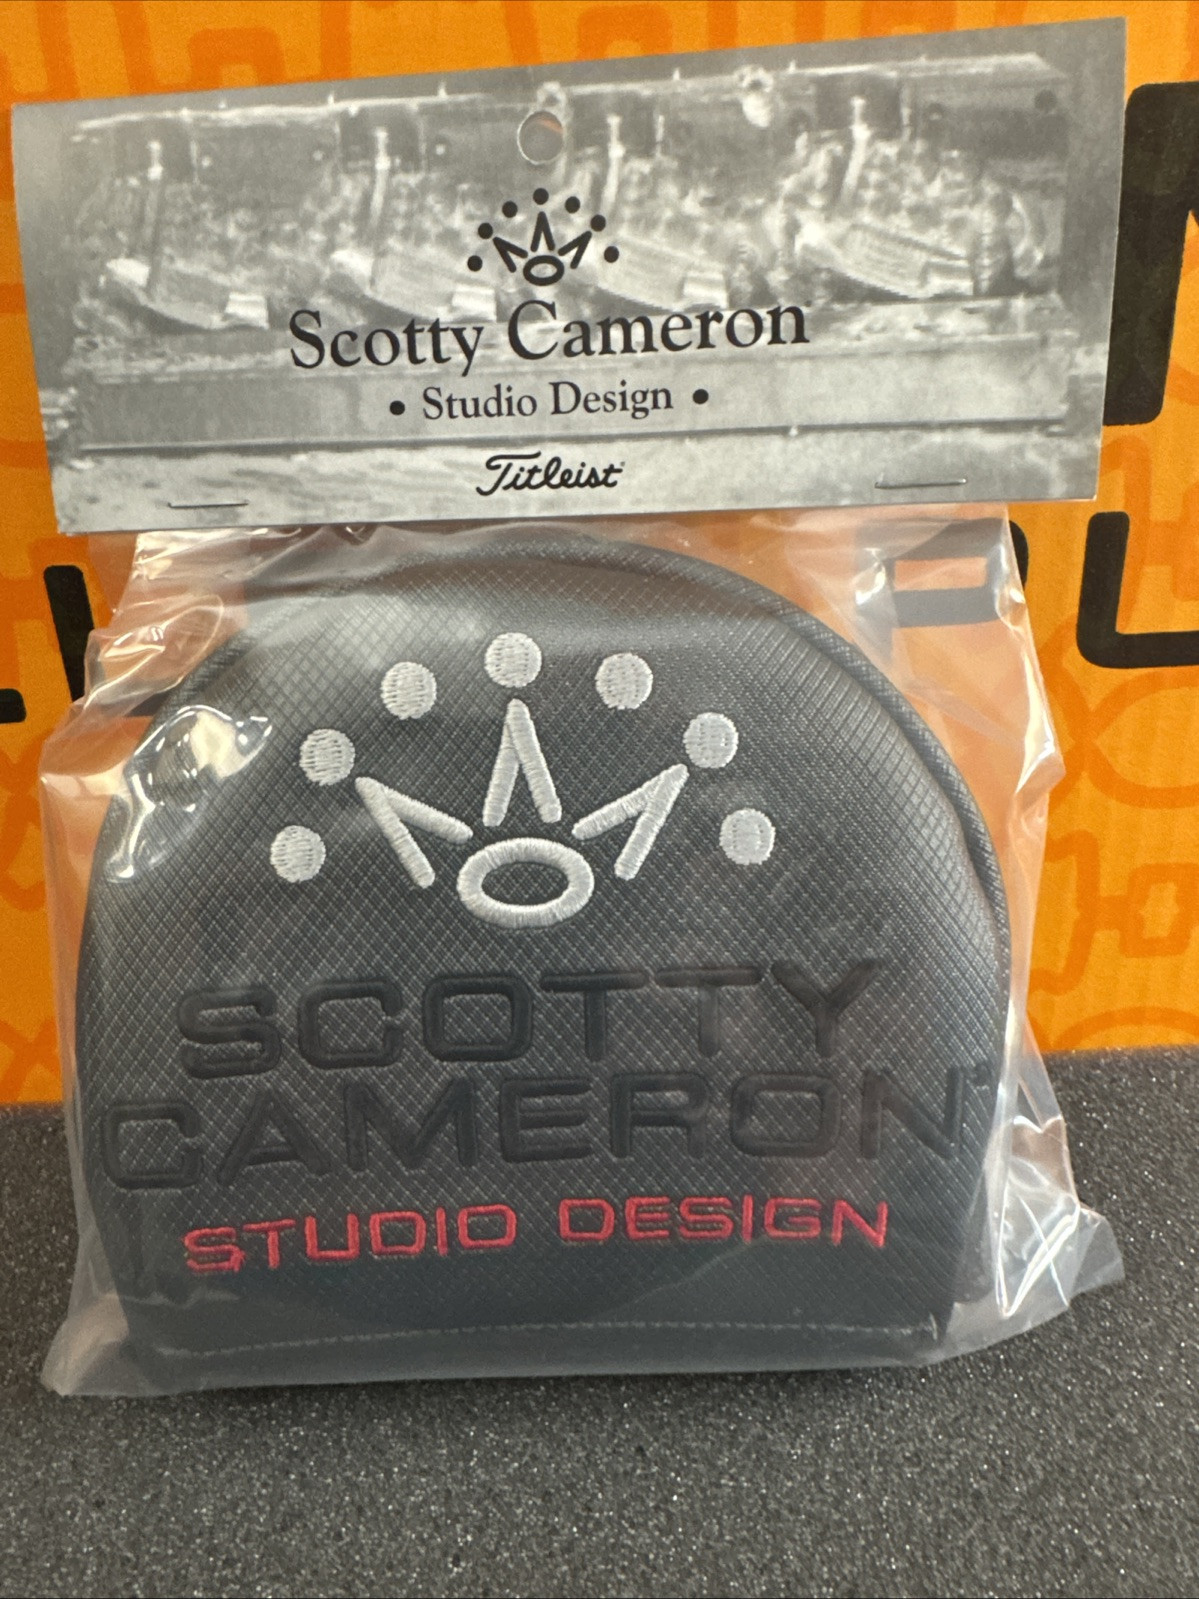 Scotty Cameron
• Studio Design •
Titleist
SCOTTY
CAMERON
STUDIO DESIGN